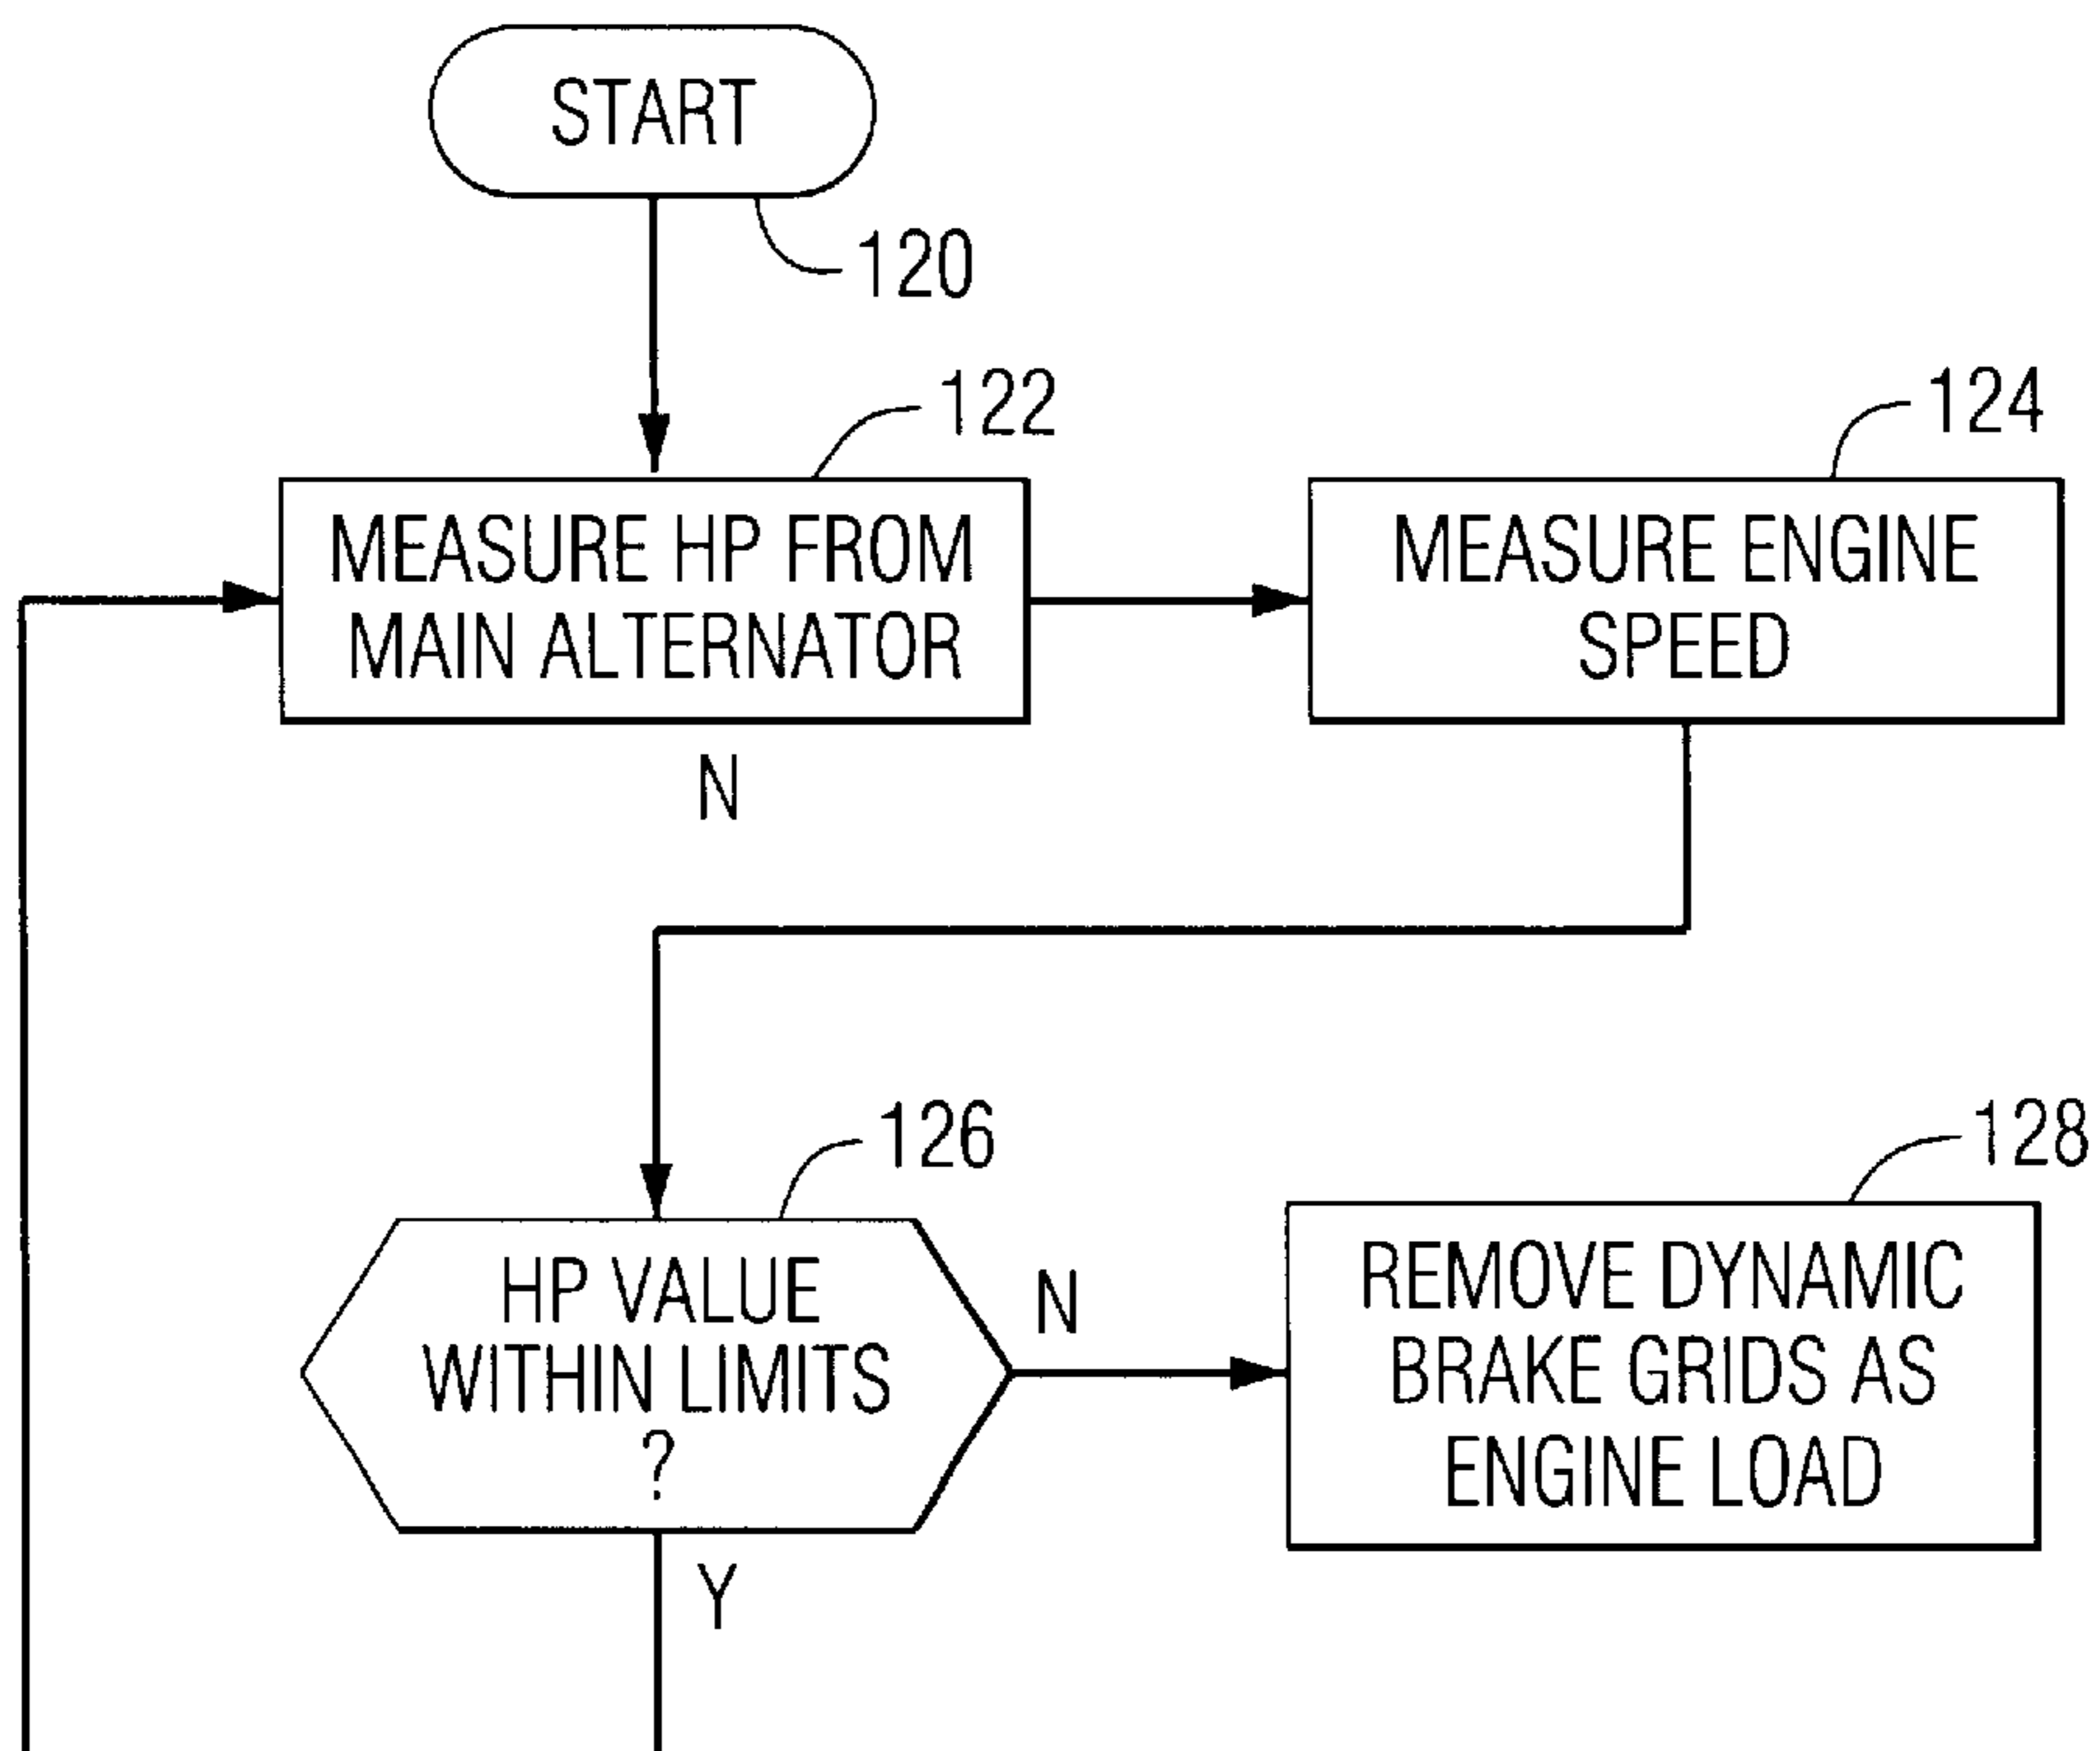 START
120
122
MEASURE HP FROM
MAIN ALTERNATOR
124
MEASURE ENGINE
SPEED
N
126
HP VALUE
WITHIN LIMITS
?
N
128
REMOVE DYNAMIC
BRAKE GRIDS AS
ENGINE LOAD
Y